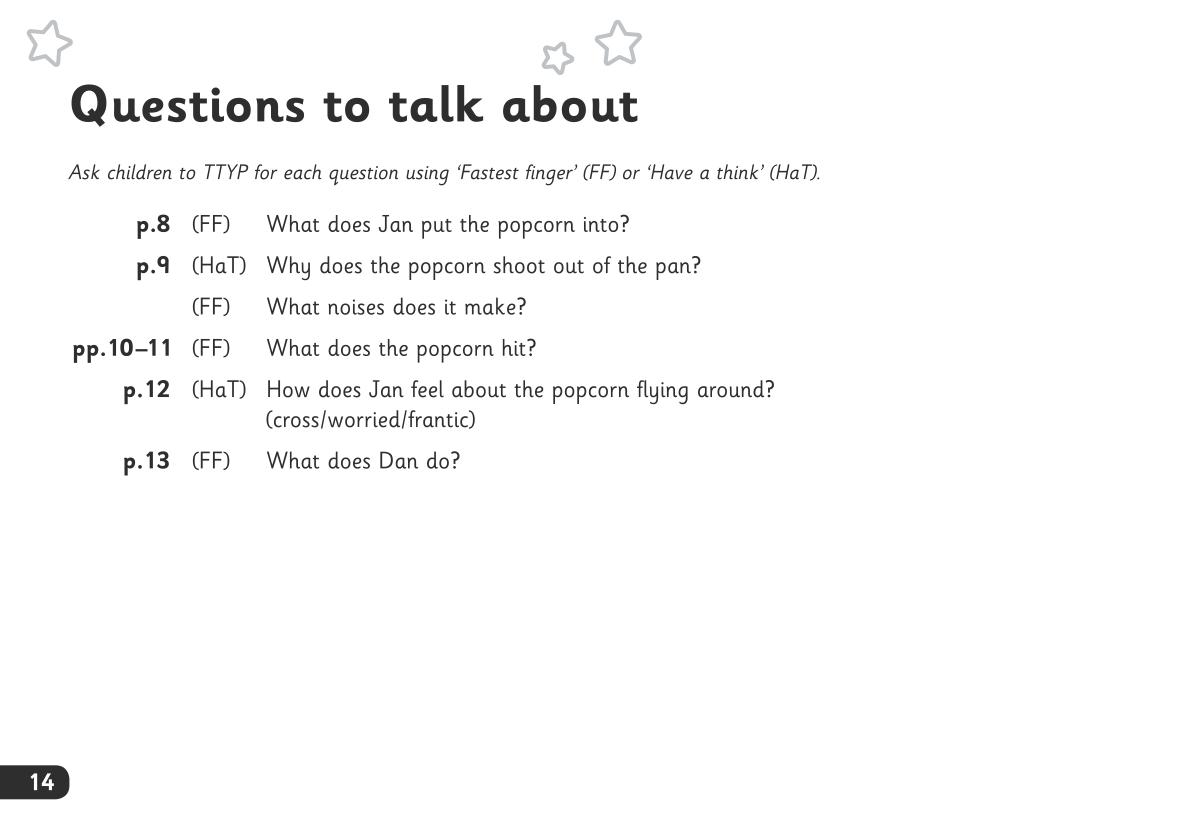 Questions to talk about
Ask children to TTYP for each question using ‘Fastest finger’ (FF) or ‘Have a think’ (HaT).
p.8 (FF) What does Jan put the popcorn into?
p.9 (HaT) Why does the popcorn shoot out of the pan?
(FF) What noises does it make?
pp.10–11 (FF) What does the popcorn hit?
p.12 (HaT) How does Jan feel about the popcorn flying around?
(cross/worried/frantic)
p.13 (FF) What does Dan do?
14